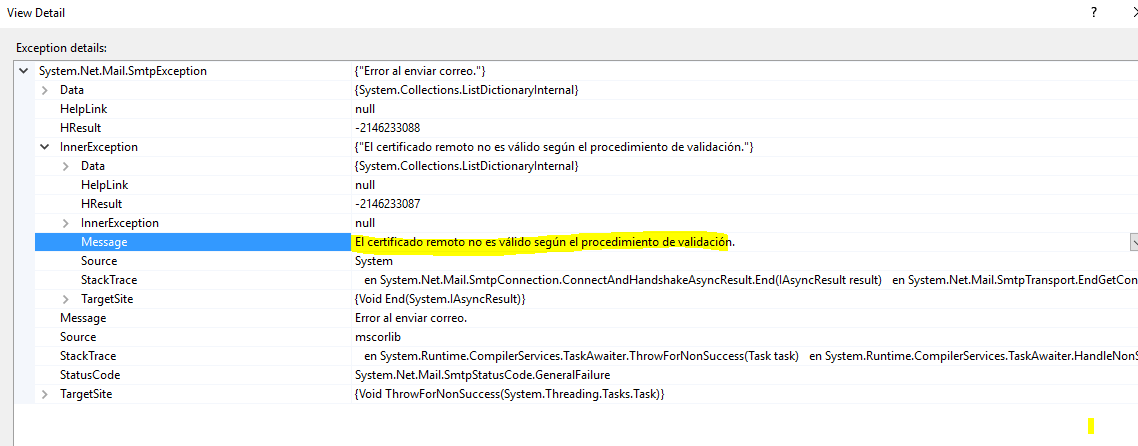 View Detail ?
Exception details:
System.Net.Mail.SmtpException {"Error al enviar correo."}
Data {System.Collections.ListDictionaryInternal}
HelpLink null
HResult -2146233088
InnerException {"El certificado remoto no es válido según el procedimiento de validación."}
Data {System.Collections.ListDictionaryInternal}
HelpLink null
HResult -2146233087
InnerException null
Message El certificado remoto no es válido según el procedimiento de validación.
Source System
StackTrace en System.Net.Mail.SmtpConnection.ConnectAndHandshakeAsyncResult.End(IAsyncResult result) en System.Net.Mail.SmtpTransport.EndGetCon
TargetSite {Void End(System.IAsyncResult)}
Message Error al enviar correo.
Source mscorlib
StackTrace en System.Runtime.CompilerServices.TaskAwaiter.ThrowForNonSuccess(Task task) en System.Runtime.CompilerServices.TaskAwaiter.HandleNonS
StatusCode System.Net.Mail.SmtpStatusCode.GeneralFailure
TargetSite {Void ThrowForNonSuccess(System.Threading.Tasks.Task)}